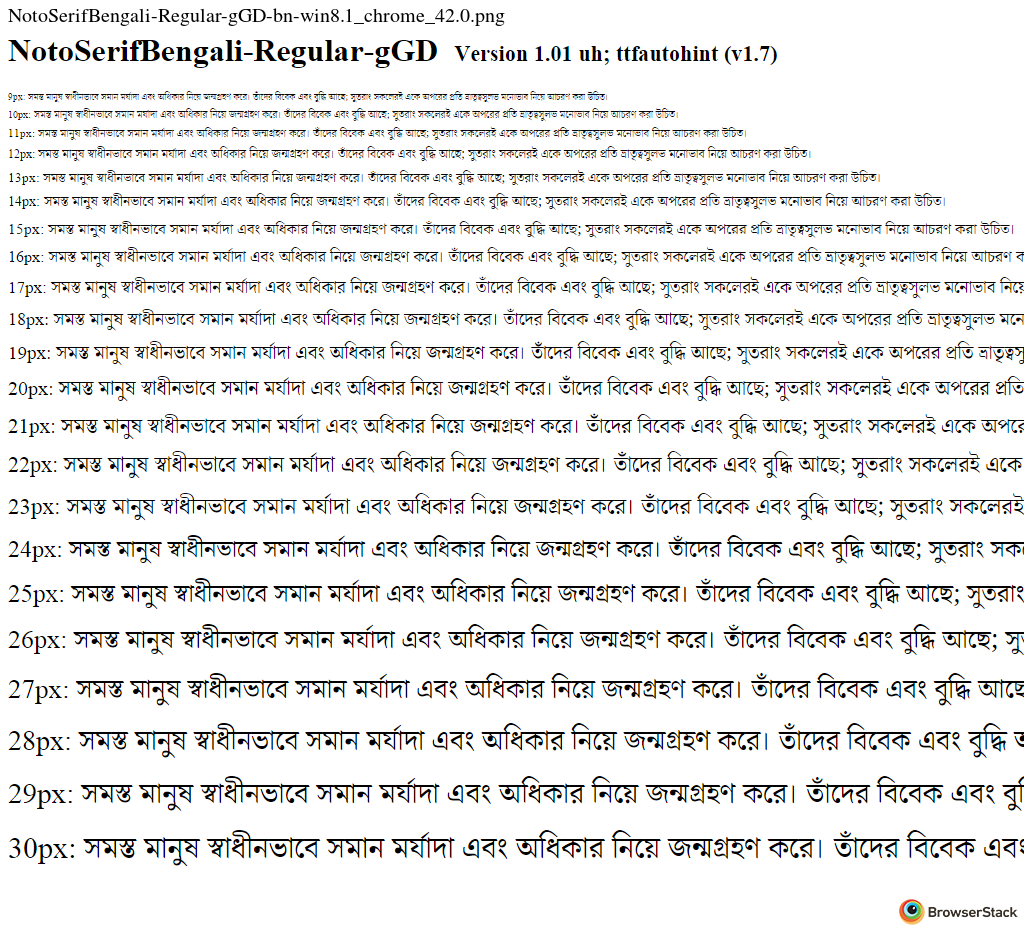 NotoSerifBengali-Regular-gGD-bn-win8.1_chrome_42.0.png
NotoSerifBengali-Regular-gGD Version 1.01 uh; ttfautohint (v1.7)
9px: সমস্ত মানুষ স্বাধীনভাবে সমান মর্যাদা এবং অধিকার নিয়ে জন্মগ্রহণ করে। তাঁদের বিবেক এবং বুদ্ধি আছে; সুতরাং সকলেরই একে অপরের প্রতি ভ্রাতৃত্বসুলভ মনোভাব নিয়ে আচরণ করা উচিত।
10px: সমস্ত মানুষ স্বাধীনভাবে সমান মর্যাদা এবং অধিকার নিয়ে জন্মগ্রহণ করে। তাঁদের বিবেক এবং বুদ্ধি আছে; সুতরাং সকলেরই একে অপরের প্রতি ভ্রাতৃত্বসুলভ মনোভাব নিয়ে আচরণ করা উচিত।
11px: সমস্ত মানুষ স্বাধীনভাবে সমান মর্যাদা এবং অধিকার নিয়ে জন্মগ্রহণ করে। তাঁদের বিবেক এবং বুদ্ধি আছে; সুতরাং সকলেরই একে অপরের প্রতি ভ্রাতৃত্বসুলভ মনোভাব নিয়ে আচরণ করা উচিত।
12px: সমস্ত মানুষ স্বাধীনভাবে সমান মর্যাদা এবং অধিকার নিয়ে জন্মগ্রহণ করে। তাঁদের বিবেক এবং বুদ্ধি আছে; সুতরাং সকলেরই একে অপরের প্রতি ভ্রাতৃত্বসুলভ মনোভাব নিয়ে আচরণ করা উচিত।
13px: সমস্ত মানুষ স্বাধীনভাবে সমান মর্যাদা এবং অধিকার নিয়ে জন্মগ্রহণ করে। তাঁদের বিবেক এবং বুদ্ধি আছে; সুতরাং সকলেরই একে অপরের প্রতি ভ্রাতৃত্বসুলভ মনোভাব নিয়ে আচরণ করা উচিত।
14px: সমস্ত মানুষ স্বাধীনভাবে সমান মর্যাদা এবং অধিকার নিয়ে জন্মগ্রহণ করে। তাঁদের বিবেক এবং বুদ্ধি আছে; সুতরাং সকলেরই একে অপরের প্রতি ভ্রাতৃত্বসুলভ মনোভাব নিয়ে আচরণ করা উচিত।
15px: সমস্ত মানুষ স্বাধীনভাবে সমান মর্যাদা এবং অধিকার নিয়ে জন্মগ্রহণ করে। তাঁদের বিবেক এবং বুদ্ধি আছে; সুতরাং সকলেরই একে অপরের প্রতি ভ্রাতৃত্বসুলভ মনোভাব নিয়ে আচরণ করা উচিত।
16px: সমস্ত মানুষ স্বাধীনভাবে সমান মর্যাদা এবং অধিকার নিয়ে জন্মগ্রহণ করে। তাঁদের বিবেক এবং বুদ্ধি আছে; সুতরাং সকলেরই একে অপরের প্রতি ভ্রাতৃত্বসুলভ মনোভাব নিয়ে আচরণ
17px: সমস্ত মানুষ স্বাধীনভাবে সমান মর্যাদা এবং অধিকার নিয়ে জন্মগ্রহণ করে। তাঁদের বিবেক এবং বুদ্ধি আছে; সুতরাং সকলেরই একে অপরের প্রতি ভ্রাতৃত্বসুলভ মনোভাব নিয়ে
18px: সমস্ত মানুষ স্বাধীনভাবে সমান মর্যাদা এবং অধিকার নিয়ে জন্মগ্রহণ করে। তাঁদের বিবেক এবং বুদ্ধি আছে; সুতরাং সকলেরই একে অপরের প্রতি ভ্রাতৃত্বসুলভ
19px: সমস্ত মানুষ স্বাধীনভাবে সমান মর্যাদা এবং অধিকার নিয়ে জন্মগ্রহণ করে। তাঁদের বিবেক এবং বুদ্ধি আছে; সুতরাং সকলেরই একে অপরের প্রতি
20px: সমস্ত মানুষ স্বাধীনভাবে সমান মর্যাদা এবং অধিকার নিয়ে জন্মগ্রহণ করে। তাঁদের বিবেক এবং বুদ্ধি আছে; সুতরাং সকলেরই একে অপরের প্রতি
21px: সমস্ত মানুষ স্বাধীনভাবে সমান মর্যাদা এবং অধিকার নিয়ে জন্মগ্রহণ করে। তাঁদের বিবেক এবং বুদ্ধি আছে; সুতরাং সকলেরই একে
22px: সমস্ত মানুষ স্বাধীনভাবে সমান মর্যাদা এবং অধিকার নিয়ে জন্মগ্রহণ করে। তাঁদের বিবেক এবং বুদ্ধি আছে; সুতরাং সকলেরই একে
23px: সমস্ত মানুষ স্বাধীনভাবে সমান মর্যাদা এবং অধিকার নিয়ে জন্মগ্রহণ করে। তাঁদের বিবেক এবং বুদ্ধি আছে; সুতরাং সকলেরই
24px: সমস্ত মানুষ স্বাধীনভাবে সমান মর্যাদা এবং অধিকার নিয়ে জন্মগ্রহণ করে। তাঁদের বিবেক এবং বুদ্ধি আছে; সুতরাং
25px: সমস্ত মানুষ স্বাধীনভাবে সমান মর্যাদা এবং অধিকার নিয়ে জন্মগ্রহণ করে। তাঁদের বিবেক এবং বুদ্ধি আছে; সুতরাং
26px: সমস্ত মানুষ স্বাধীনভাবে সমান মর্যাদা এবং অধিকার নিয়ে জন্মগ্রহণ করে। তাঁদের বিবেক এবং বুদ্ধি আছে;
27px: সমস্ত মানুষ স্বাধীনভাবে সমান মর্যাদা এবং অধিকার নিয়ে জন্মগ্রহণ করে। তাঁদের বিবেক এবং বুদ্ধি আছে
28px: সমস্ত মানুষ স্বাধীনভাবে সমান মর্যাদা এবং অধিকার নিয়ে জন্মগ্রহণ করে। তাঁদের বিবেক এবং বুদ্ধি
29px: সমস্ত মানুষ স্বাধীনভাবে সমান মর্যাদা এবং অধিকার নিয়ে জন্মগ্রহণ করে। তাঁদের বিবেক এবং
30px: সমস্ত মানুষ স্বাধীনভাবে সমান মর্যাদা এবং অধিকার নিয়ে জন্মগ্রহণ করে। তাঁদের বিবেক এবং
BrowserStack